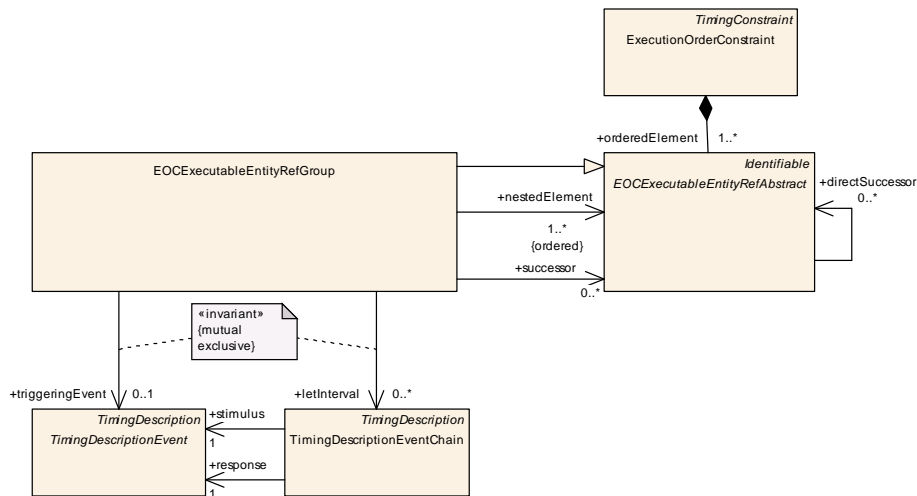 TimingConstraint
ExecutionOrderConstraint
+orderedElement
1..*
EOCExecutableEntityRefGroup
Identifiable
EOCExecutableEntityRefAbstract
+directSuccessor
0..*
+nestedElement
1..*
{ordered}
+successor
0..*
«invariant»
{mutual
exclusive}
+triggeringEvent
0..1
+letInterval
0..*
TimingDescription
TimingDescriptionEvent
+stimulus
1
+response
1
TimingDescription
TimingDescriptionEventChain